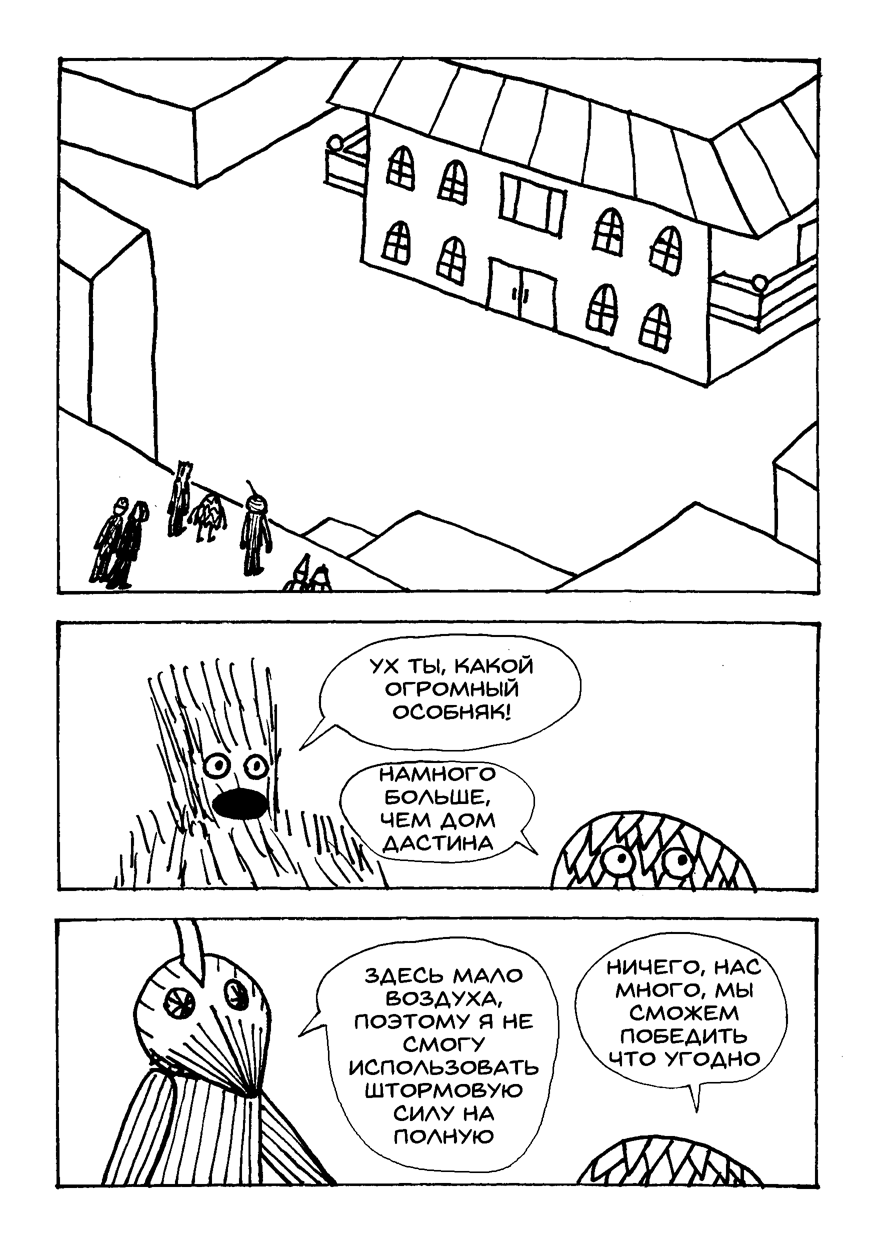 УХ ТЫ, КАКОЙ
ОГРОМНЫЙ
ОСОБНЯК!
НАМНОГО
БОЛЬШЕ,
ЧЕМ ДОМ
ДАСТИНА
ЗДЕСЬ МАЛО
ВОЗДУХА,
ПОЭТОМУ Я НЕ
СМОГУ
ИСПОЛЬЗОВАТЬ
ШТОРМОВУЮ
СИЛУ НА
ПОЛНУЮ
НИЧЕГО, НАС
МНОГО, МЫ
СМОЖЕМ
ПОБЕДИТЬ
ЧТО УГОДНО